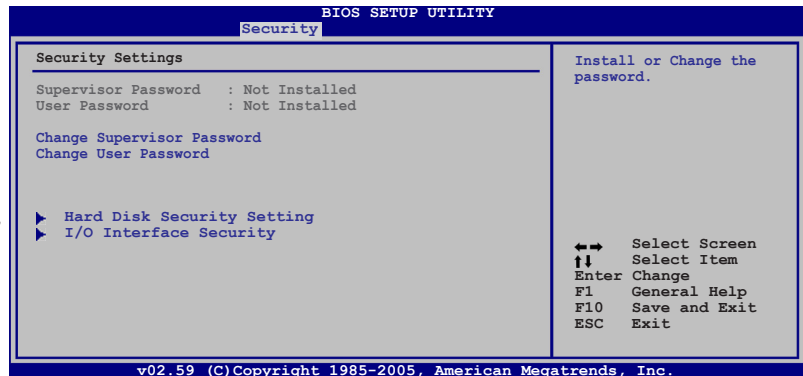 BIOS SETUP UTILITY
Security
Security Settings
Supervisor Password : Not Installed
User Password : Not Installed
Change Supervisor Password
Change User Password
Hard Disk Security Setting
I/O Interface Security
Install or Change the
password.
←→ Select Screen
↑↓ Select Item
Enter Change
F1 General Help
F10 Save and Exit
ESC Exit
v02.59 (C)Copyright 1985-2005, American Megatrends, Inc.